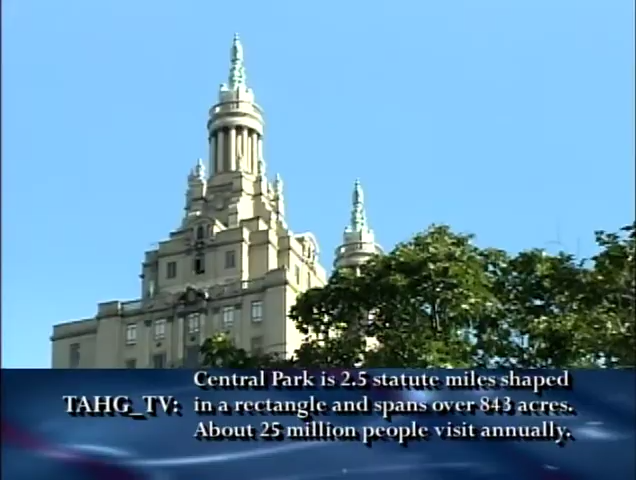 Central Park is 2.5 statute miles shaped
TAHG_TV: in a rectangle and spans over 843 acres.
About 25 million people visit annually.